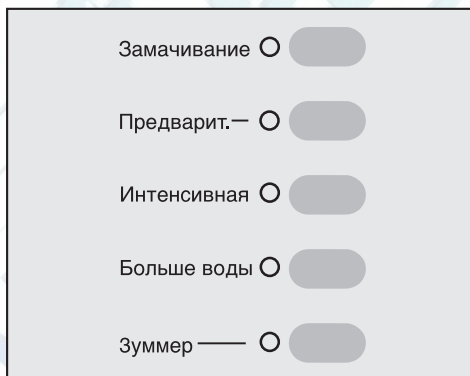 Замачивание
Предварит.—
Интенсивная
Больше воды
Зуммер